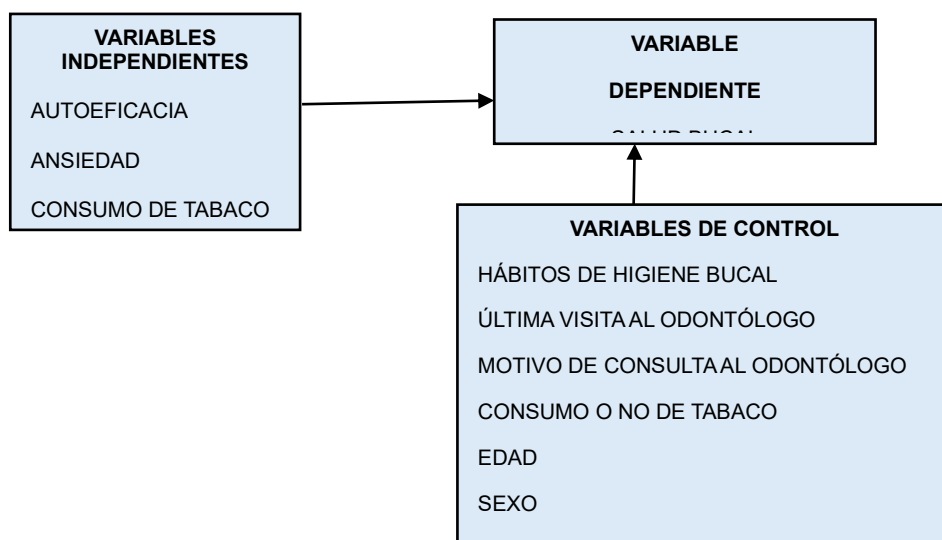 VARIABLES
INDEPENDIENTES
AUTOEFICACIA
ANSIEDAD
CONSUMO DE TABACO
VARIABLE
DEPENDIENTE
VARIABLES DE CONTROL
HÁBITOS DE HIGIENE BUCAL
ÚLTIMA VISITA AL ODONTÓLOGO
MOTIVO DE CONSULTA AL ODONTÓLOGO
CONSUMO O NO DE TABACO
EDAD
SEXO